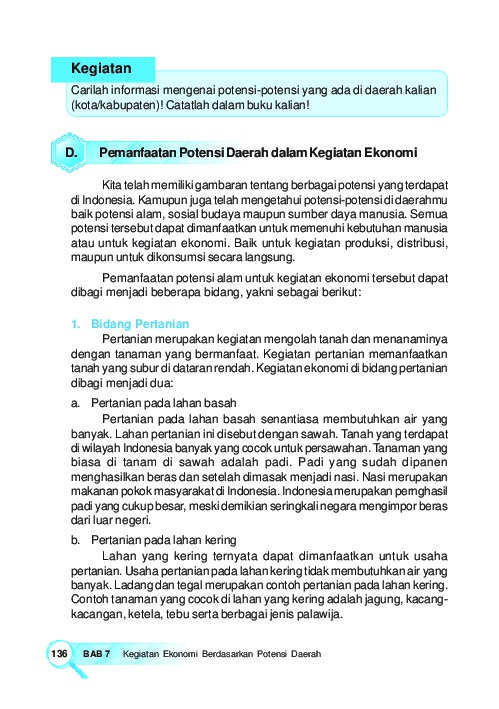 Kegiatan
Carilah informasi mengenai potensi-potensi yang ada di daerah kalian
(kota/kabupaten)! Catatlah dalam buku kalian!
D. Pemanfaatan Potensi Daerah dalam Kegiatan Ekonomi
Kita telah memiliki gambaran tentang berbagai potensi yang terdapat
di Indonesia. Kamupun juga telah mengetahui potensi-potensi di daerahmu
baik potensi alam, sosial budaya maupun sumber daya manusia. Semua
potensi tersebut dapat dimanfaatkan untuk memenuhi kebutuhan manusia
atau untuk kegiatan ekonomi. Baik untuk kegiatan produksi, distribusi,
maupun untuk dikonsumsi secara langsung.
Pemanfaatan potensi alam untuk kegiatan ekonomi tersebut dapat
dibagi menjadi beberapa bidang, yakni sebagai berikut:
1. Bidang Pertanian
Pertanian merupakan kegiatan mengolah tanah dan menanaminya
dengan tanaman yang bermanfaat. Kegiatan pertanian memanfaatkan
tanah yang subur di dataran rendah. Kegiatan ekonomi di bidang pertanian
dibagi menjadi dua:
a. Pertanian pada lahan basah
Pertanian pada lahan basah senantiasa membutuhkan air yang
banyak. Lahan pertanian ini disebut dengan sawah. Tanah yang terdapat
di wilayah Indonesia banyak yang cocok untuk persawahan. Tanaman yang
biasa di tanam di sawah adalah padi. Padi yang sudah dipanen
menghasilkan beras dan setelah dimasak menjadi nasi. Nasi merupakan
makanan pokok masyarakat di Indonesia. Indonesia merupakan pernghasil
padi yang cukup besar, meski demikian seringkali negara mengimpor beras
dari luar negeri.
b. Pertanian pada lahan kering
Lahan yang kering ternyata dapat dimanfaatkan untuk usaha
pertanian. Usaha pertanian pada lahan kering tidak membutuhkan air yang
banyak. Ladang dan tegal merupakan contoh pertanian pada lahan kering.
Contoh tanaman yang cocok di lahan yang kering adalah jagung, kacang-
kacangan, ketela, tebu serta berbagai jenis palawija.
136 BAB 7 Kegiatan Ekonomi Berdasarkan Potensi Daerah